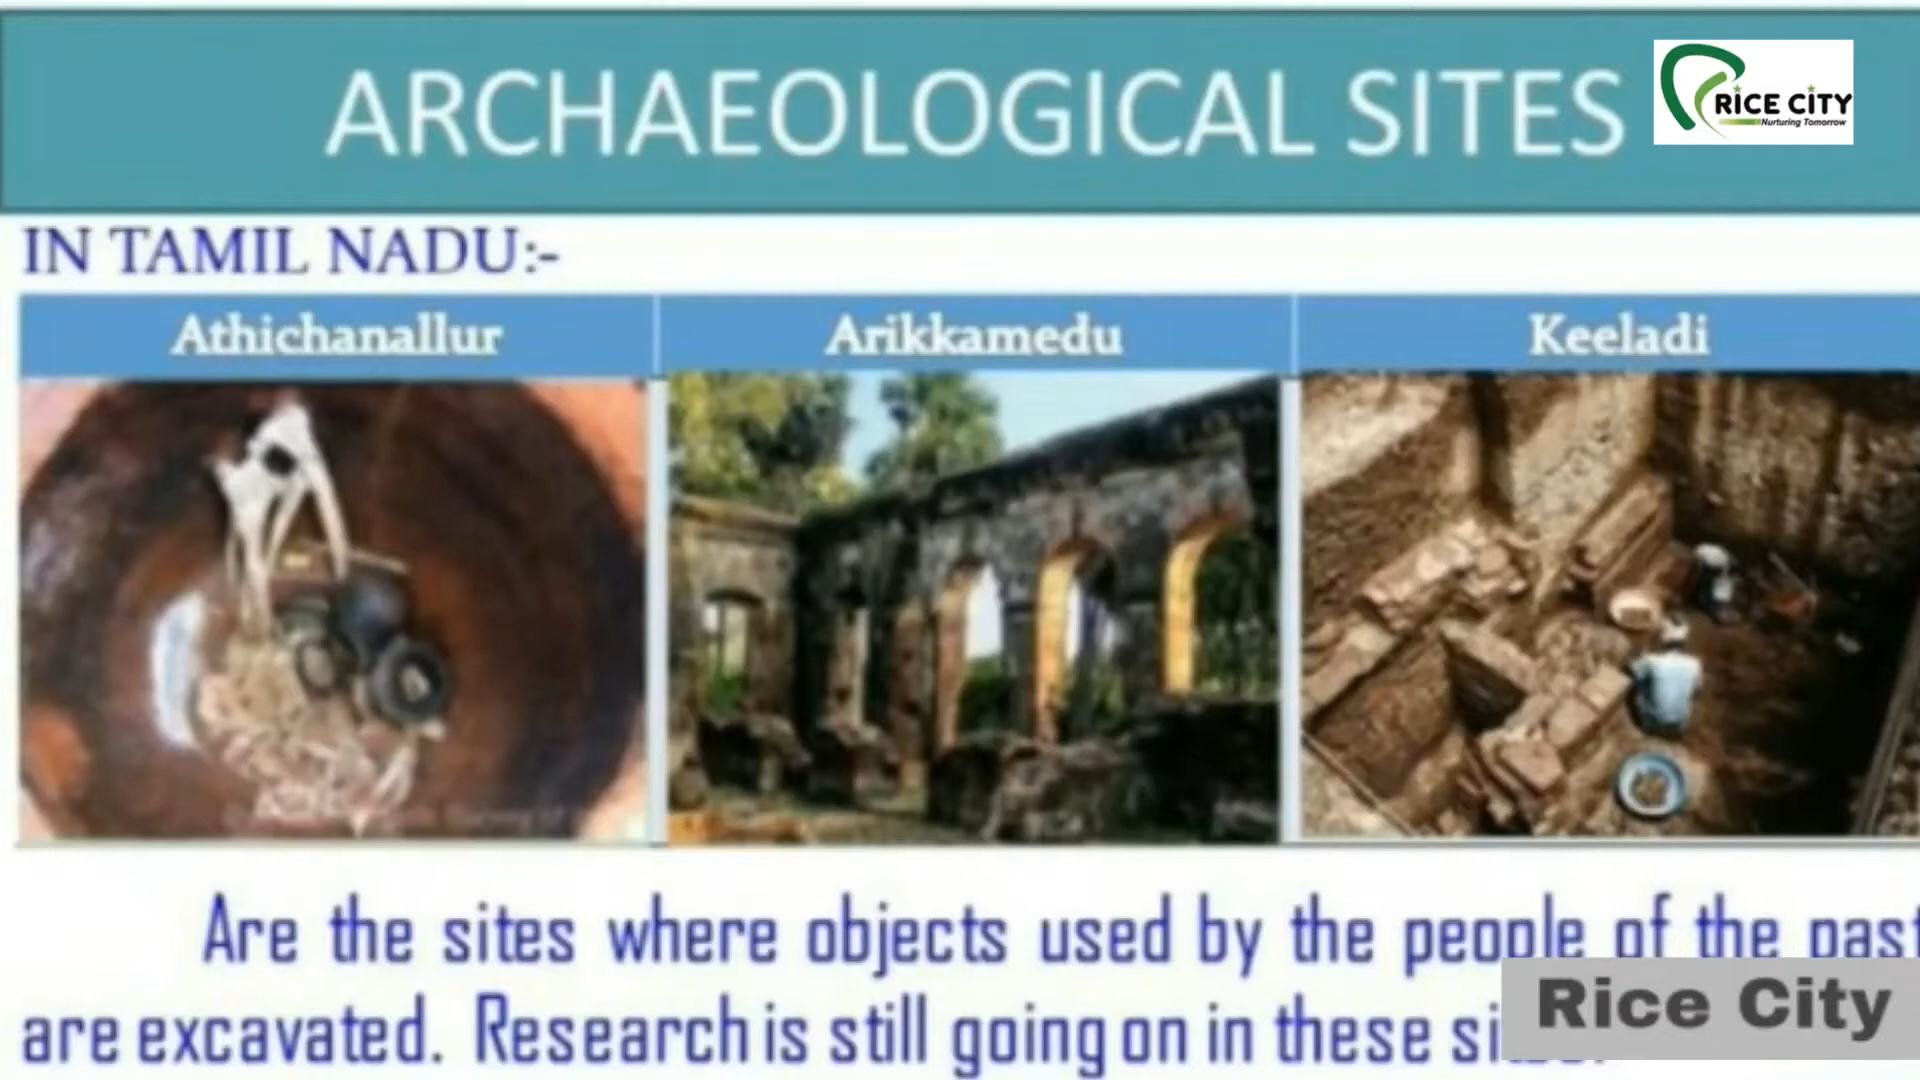 ARCHAEOLOGICAL SITES
RICE CITY
Nurturing Tomorrow
IN TAMIL NADU:-
Athichanallur
Arikkamedu
Keeladi
Are the sites where objects used by the people of the past
are excavated. Research is still going on in these
Rice City